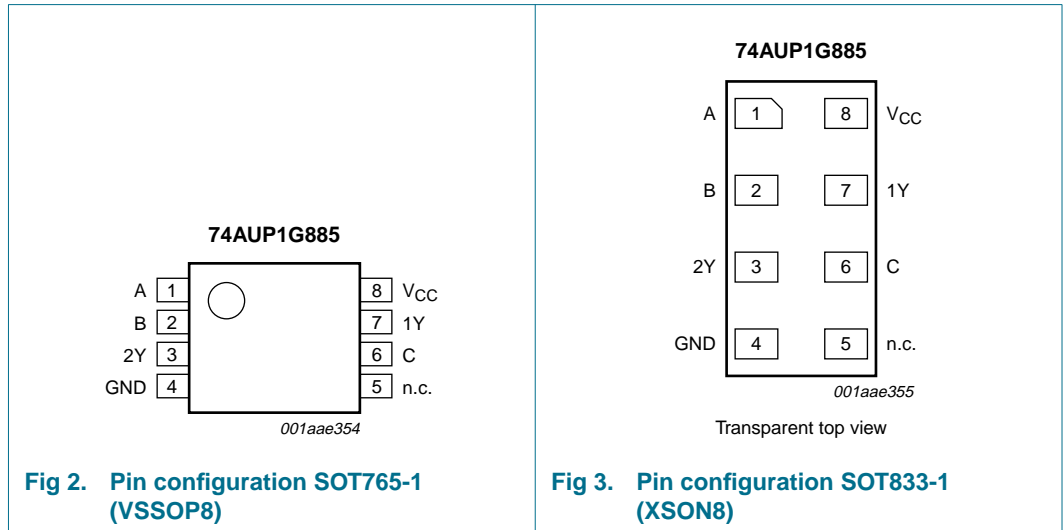 74AUP1G885
A 1 8 VCC
B 2 7 1Y
2Y 3 6 C
GND 4 5 n.c.
001aae354
Fig 2. Pin configuration SOT765-1
(VSSOP8)
74AUP1G885
A 1 8 VCC
B 2 7 1Y
2Y 3 6 C
GND 4 5 n.c.
001aae355
Transparent top view
Fig 3. Pin configuration SOT833-1
(XSON8)